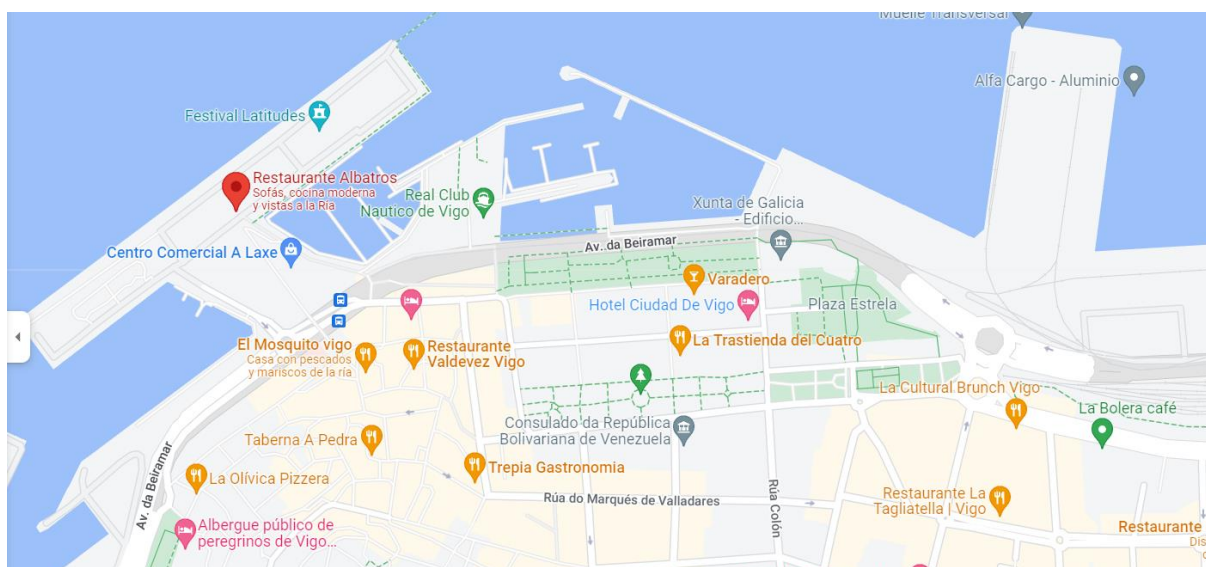 Muelle Transversal
Alfa Cargo - Aluminio
Festival Latitudes
Restaurante Albatros
Sofás, cocina moderna
y vistas a la Ría
Real Club
Nautico de Vigo
Xunta de Galicia
- Edificio...
Centro Comercial A Laxe
Av. da Beiramar
Varadero
Hotel Ciudad De Vigo
Plaza Estrela
El Mosquito vigo
Casa con pescados
y mariscos de la ría
Restaurante
Valdevez Vigo
La Trastienda del Cuatro
La Cultural Brunch Vigo
La Bolera café
Consulado da República
Bolivariana de Venezuela
Taberna A Pedra
Trepia Gastronomia
La Olívica Pizzera
Av. da Beiramar
Rúa do Marqués de Valladares
Rúa Colón
Restaurante La
Tagliatella | Vigo
Albergue público de
peregrinos de Vigo...
Restaurante